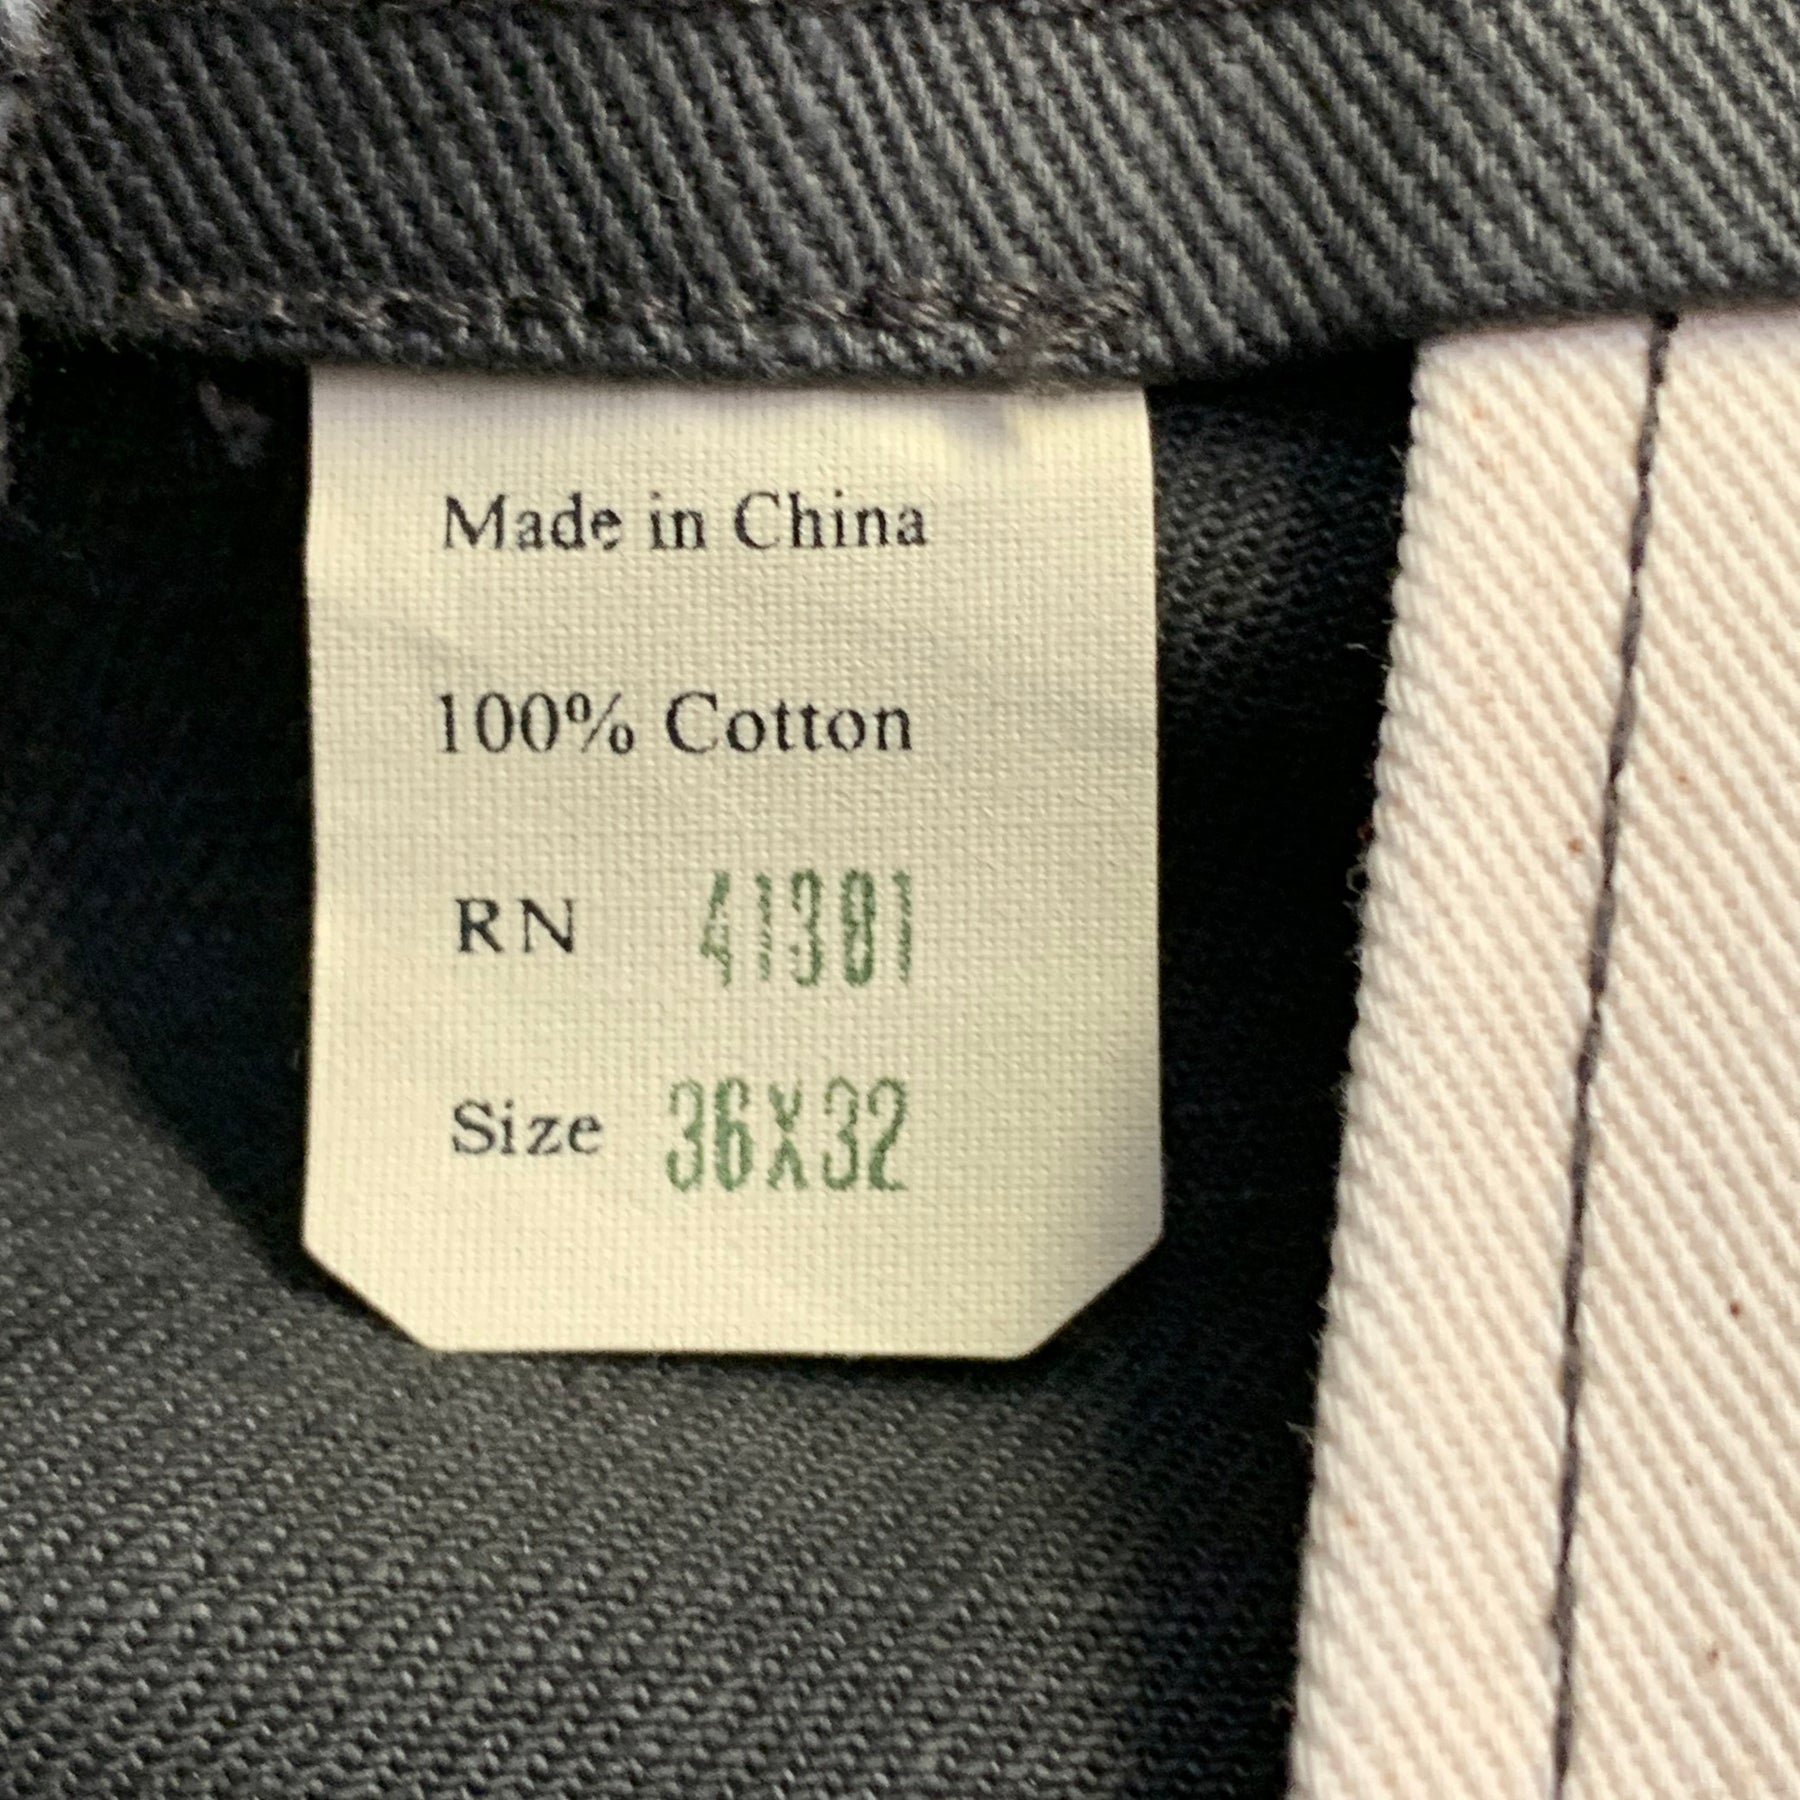 Made in China
100% Cotton
RN 41381
Size 36X32